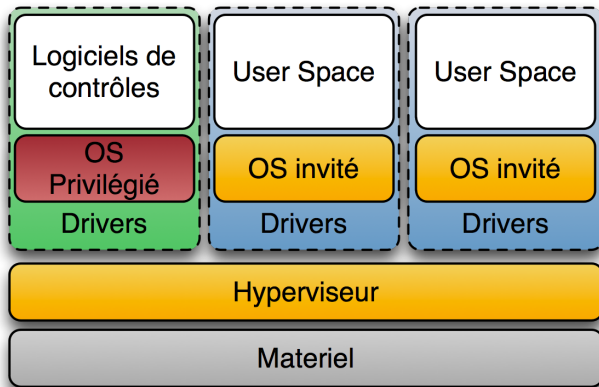 Logiciels de
contrôles
User Space
User Space
OS
Privilégié
OS invité
OS invité
Drivers
Drivers
Drivers
Hyperviseur
Materiel